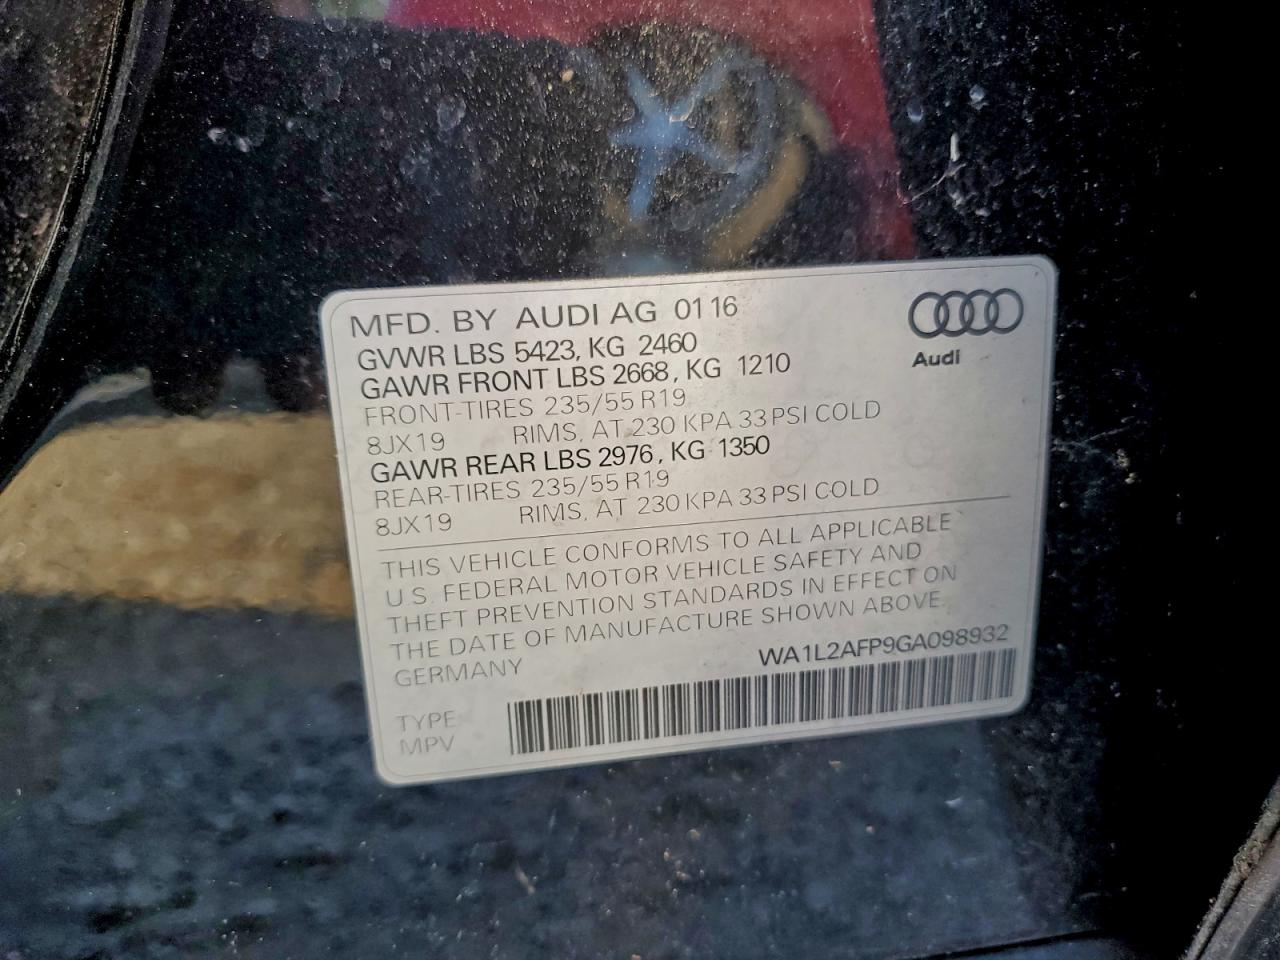 MFD. BY AUDI AG 01 16
GVWR LBS 5423, KG 2460
GAWR FRONT LBS 2668, KG 1210
FRONT-TIRES 235/55 R19
8JX19 RIMS, AT 230 KPA 33 PSI COLD
GAWR REAR LBS 2976, KG 1350
REAR-TIRES 235/55 R19
8JX19 RIMS, AT 230 KPA 33 PSI COLD
THIS VEHICLE CONFORMS TO ALL APPLICABLE
U.S. FEDERAL MOTOR VEHICLE SAFETY AND
THEFT PREVENTION STANDARDS IN EFFECT ON
THE DATE OF MANUFACTURE SHOWN ABOVE.
GERMANY
WA1L2AFP9GA098932
TYPE
MPV
Audi